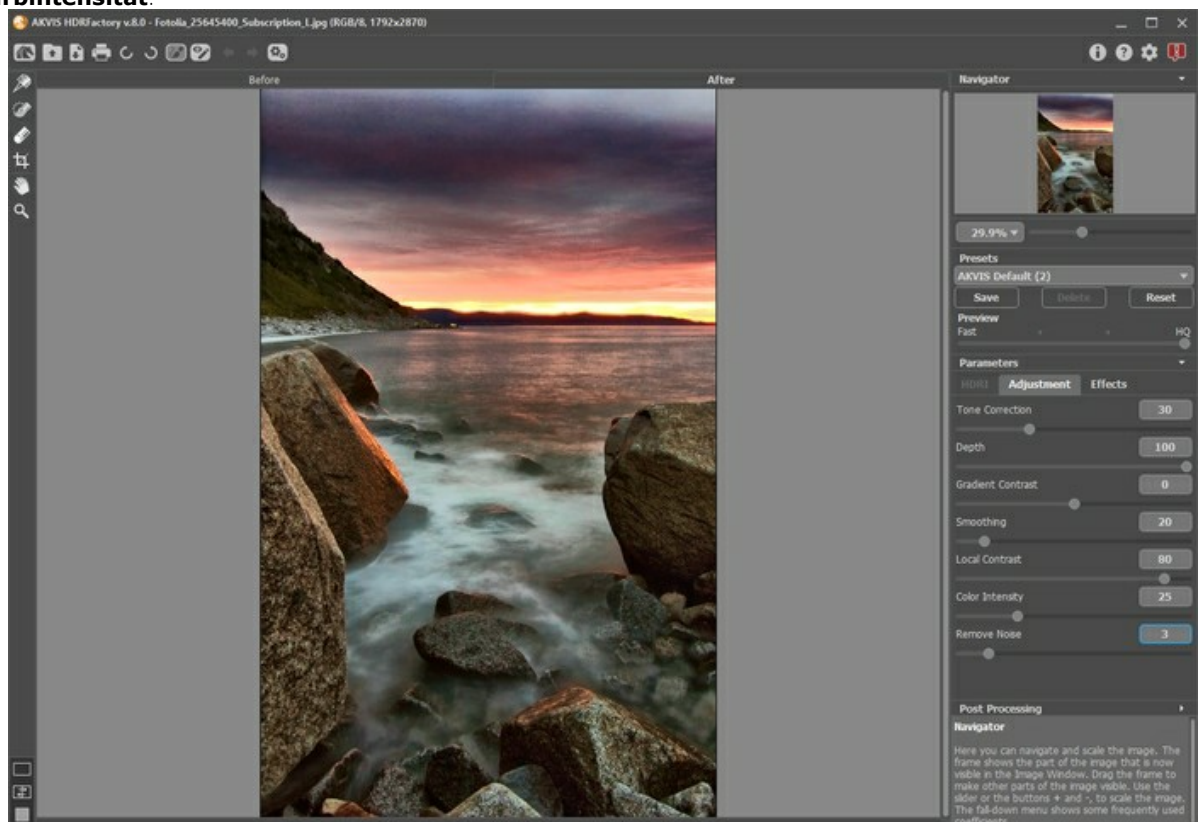 rbintensität.
AKVIS HDRFactory v.8.0 - Fotolia_25645400_Subscription_L.jpg (RGB/8, 1792x2870)
Before
After
Navigator
29.9%
Presets
AKVIS Default (2)
Save Delete Reset
Preview
Fast HQ
Parameters
HDRI Adjustment Effects
Tone Correction 30
Depth 100
Gradient Contrast 0
Smoothing 20
Local Contrast 80
Color Intensity 25
Remove Noise 3
Post Processing
Navigator
Here you can navigate and scale the image. The
frame shows the part of the image that is now
visible in the Image Window. Drag the frame to
make other parts of the image visible. Use the
slider or the buttons + and -, to scale the image.
The fall-down menu shows some frequently used
coefficients.